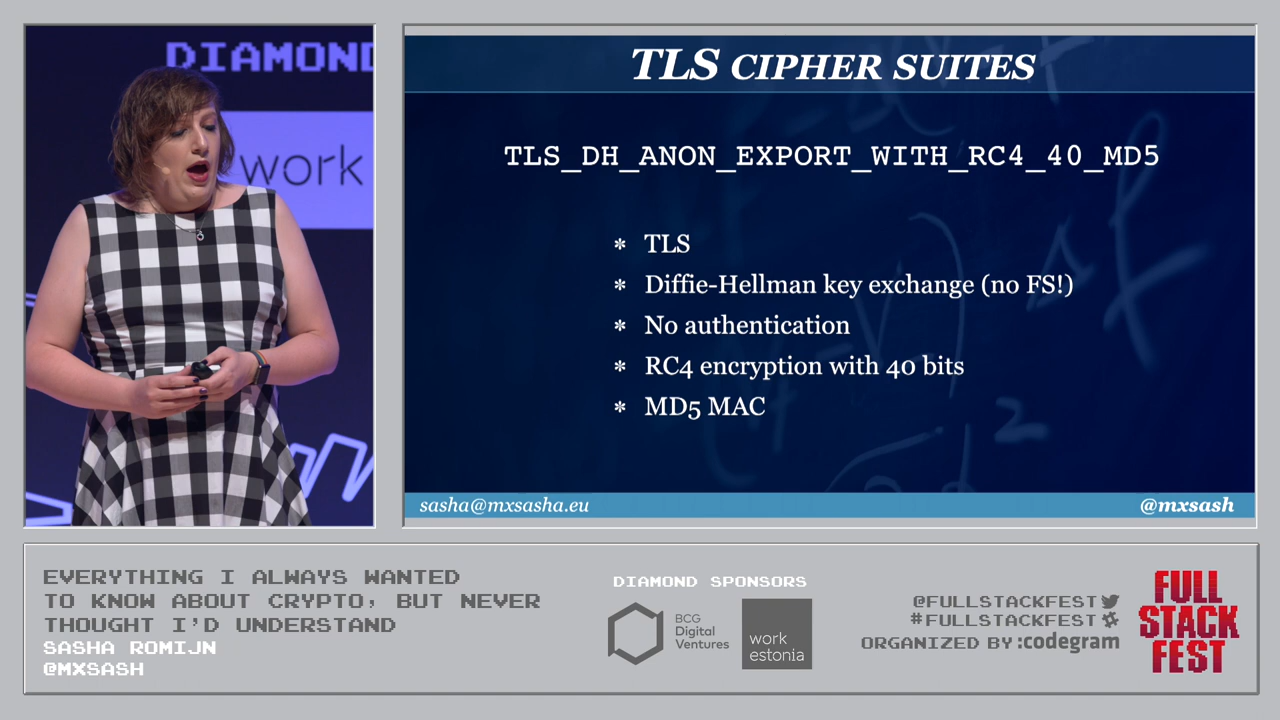 DIAMOND
work
TLS CIPHER SUITES
TLS_DH_ANON_EXPORT_WITH_RC4_40_MD5
* TLS
* Diffie-Hellman key exchange (no FS!)
* No authentication
* RC4 encryption with 40 bits
* MD5 MAC
sasha@mxsasha.eu
@mxsash
EVERYTHING I ALWAYS WANTED
TO KNOW ABOUT CRYPTO, BUT NEVER
THOUGHT I'D UNDERSTAND
SASHA ROMIJN
@MXSASH
DIAMOND SPONSORS
BCG
Digital
Ventures
work
estonia
@FULLSTACKFEST
#FULLSTACKFEST
ORGANIZED BY :codegram
FULL
STACK
FEST